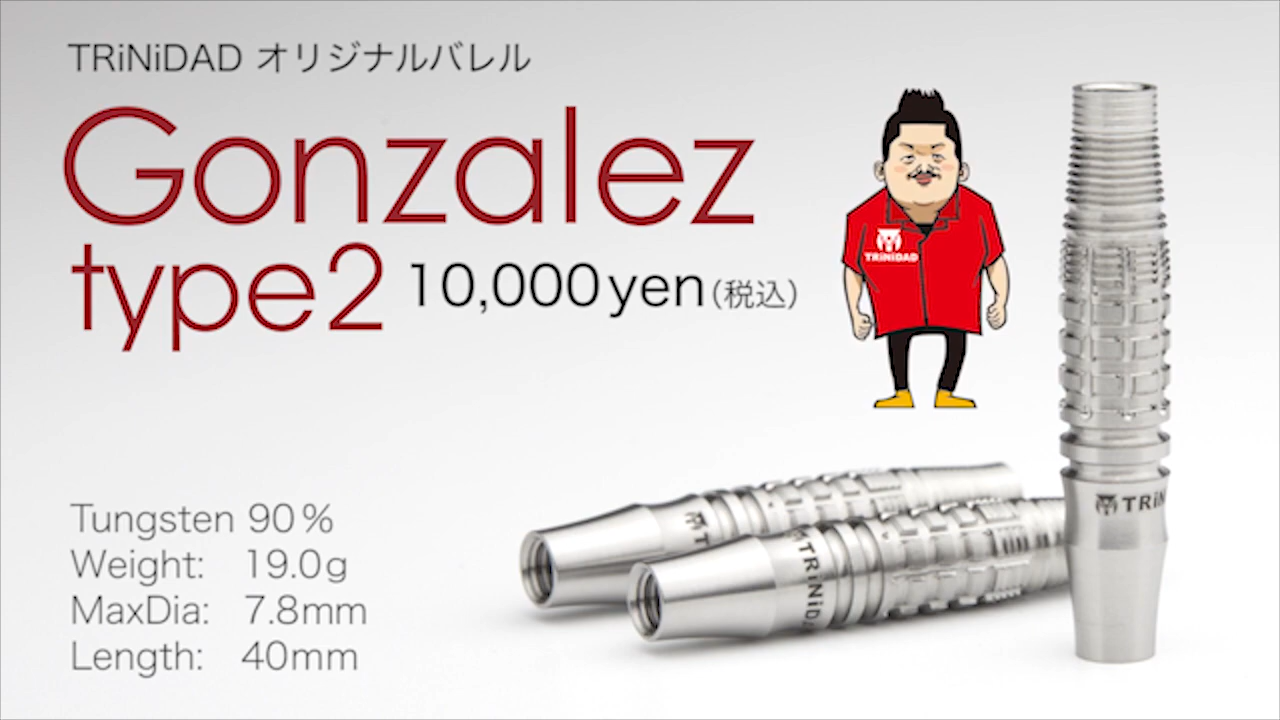 TRiNiDAD オリジナルバレル
Gonzalez
type2 10,000yen(税込)
TRiNiDAD
Tungsten 90%
Weight: 19.0g
MaxDia: 7.8mm
Length: 40mm
TRiN
T
TRiNiD